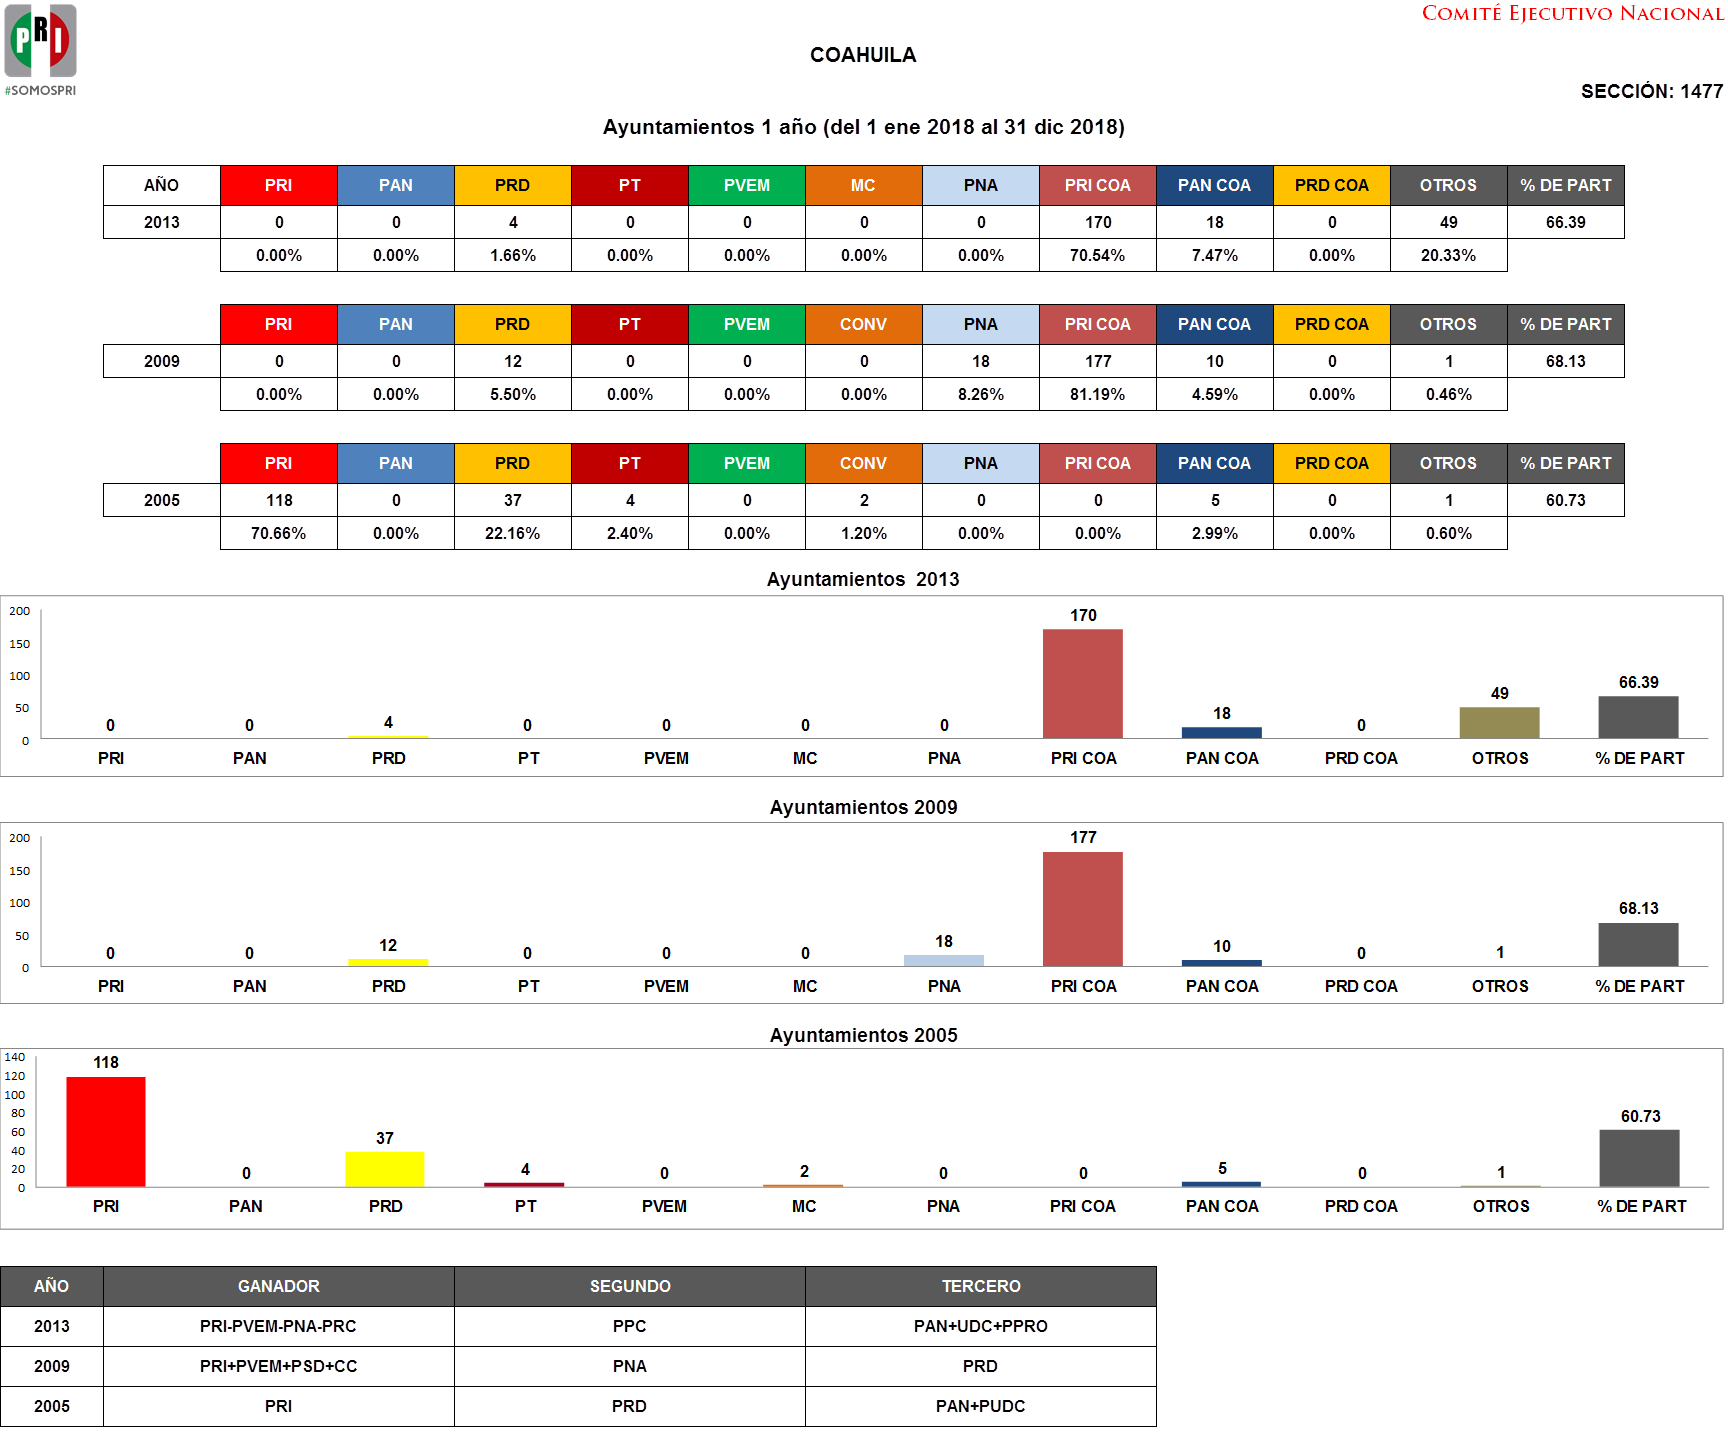 COMITÉ EJECUTIVO NACIONAL
PRI
#SOMOSPRI
COAHUILA
SECCIÓN: 1477
Ayuntamientos 1 año (del 1 ene 2018 al 31 dic 2018)
AÑO PRI PAN PRD PT PVEM MC PNA PRI COA PAN COA PRD COA OTROS % DE PART
2013 0 0 4 0 0 0 0 170 18 0 49 66.39
0.00% 0.00% 1.66% 0.00% 0.00% 0.00% 0.00% 70.54% 7.47% 0.00% 20.33%
PRI PAN PRD PT PVEM CONV PNA PRI COA PAN COA PRD COA OTROS % DE PART
2009 0 0 12 0 0 0 18 177 10 0 1 68.13
0.00% 0.00% 5.50% 0.00% 0.00% 0.00% 8.26% 81.19% 4.59% 0.00% 0.46%
PRI PAN PRD PT PVEM CONV PNA PRI COA PAN COA PRD COA OTROS % DE PART
2005 118 0 37 4 0 2 0 0 5 0 1 60.73
70.66% 0.00% 22.16% 2.40% 0.00% 1.20% 0.00% 0.00% 2.99% 0.00% 0.60%
Ayuntamientos 2013
200
150
100
50
0
0 0 4 0 0 0 0 170 18 0 49 66.39
PRI PAN PRD PT PVEM MC PNA PRI COA PAN COA PRD COA OTROS % DE PART
Ayuntamientos 2009
200
150
100
50
0
0 0 12 0 0 0 18 177 10 0 1 68.13
PRI PAN PRD PT PVEM MC PNA PRI COA PAN COA PRD COA OTROS % DE PART
Ayuntamientos 2005
140
120
100
80
60
40
20
0
118 0 37 4 0 2 0 0 5 0 1 60.73
PRI PAN PRD PT PVEM MC PNA PRI COA PAN COA PRD COA OTROS % DE PART
AÑO GANADOR SEGUNDO TERCERO
2013 PRI-PVEM-PNA-PRC PPC PAN+UDC+PPRO
2009 PRI+PVEM+PSD+CC PNA PRD
2005 PRI PRD PAN+PUDC